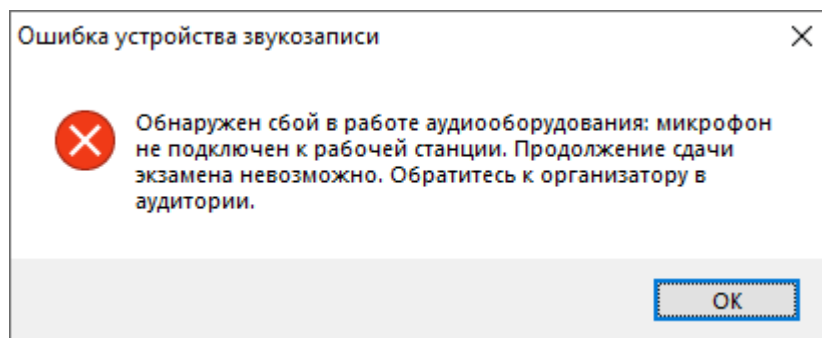 Ошибка устройства звукозаписи
Обнаружен сбой в работе аудиооборудования: микрофон
не подключен к рабочей станции. Продолжение сдачи
экзамена невозможно. Обратитесь к организатору в
аудитории.
ОК